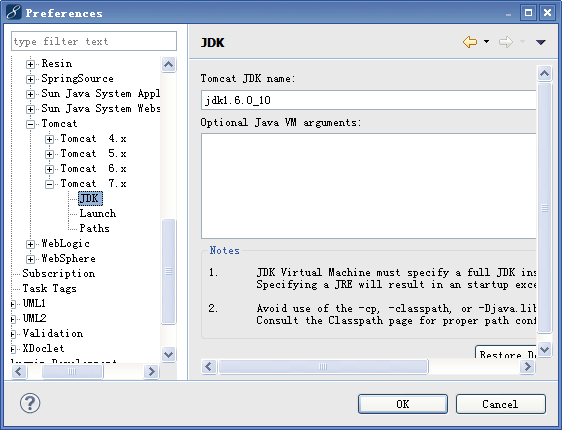 Preferences
type filter text
Resin
SpringSource
Sun Java System Appl
Sun Java System Webs
Tomcat
Tomcat 4.x
Tomcat 5.x
Tomcat 6.x
Tomcat 7.x
JDK
Launch
Paths
WebLogic
WebSphere
Subscription
Task Tags
UML1
UML2
Validation
XDoclet
JDK
Tomcat JDK name:
jdk1.6.0_10
Optional Java VM arguments:
Notes
1. JDK Virtual Machine must specify a full JDK ins
Specifying a JRE will result in an startup exce
2. Avoid use of the -cp, -classpath, or -Djava.lib
Consult the Classpath page for proper path conf
Restore De
?
OK
Cancel